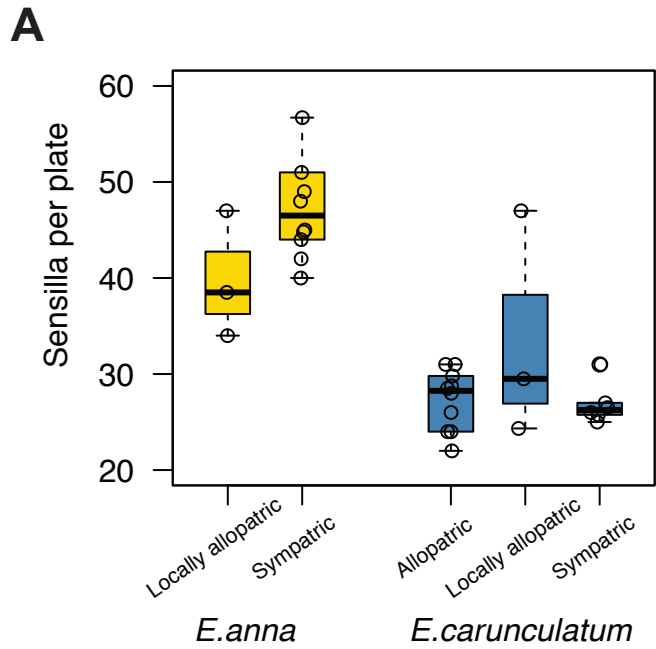 A
Sensilla per plate
60
50
40
30
20
Locally allopatric
Sympatric
Allopatric
Locally allopatric
Sympatric
E.anna
E.carunculatum